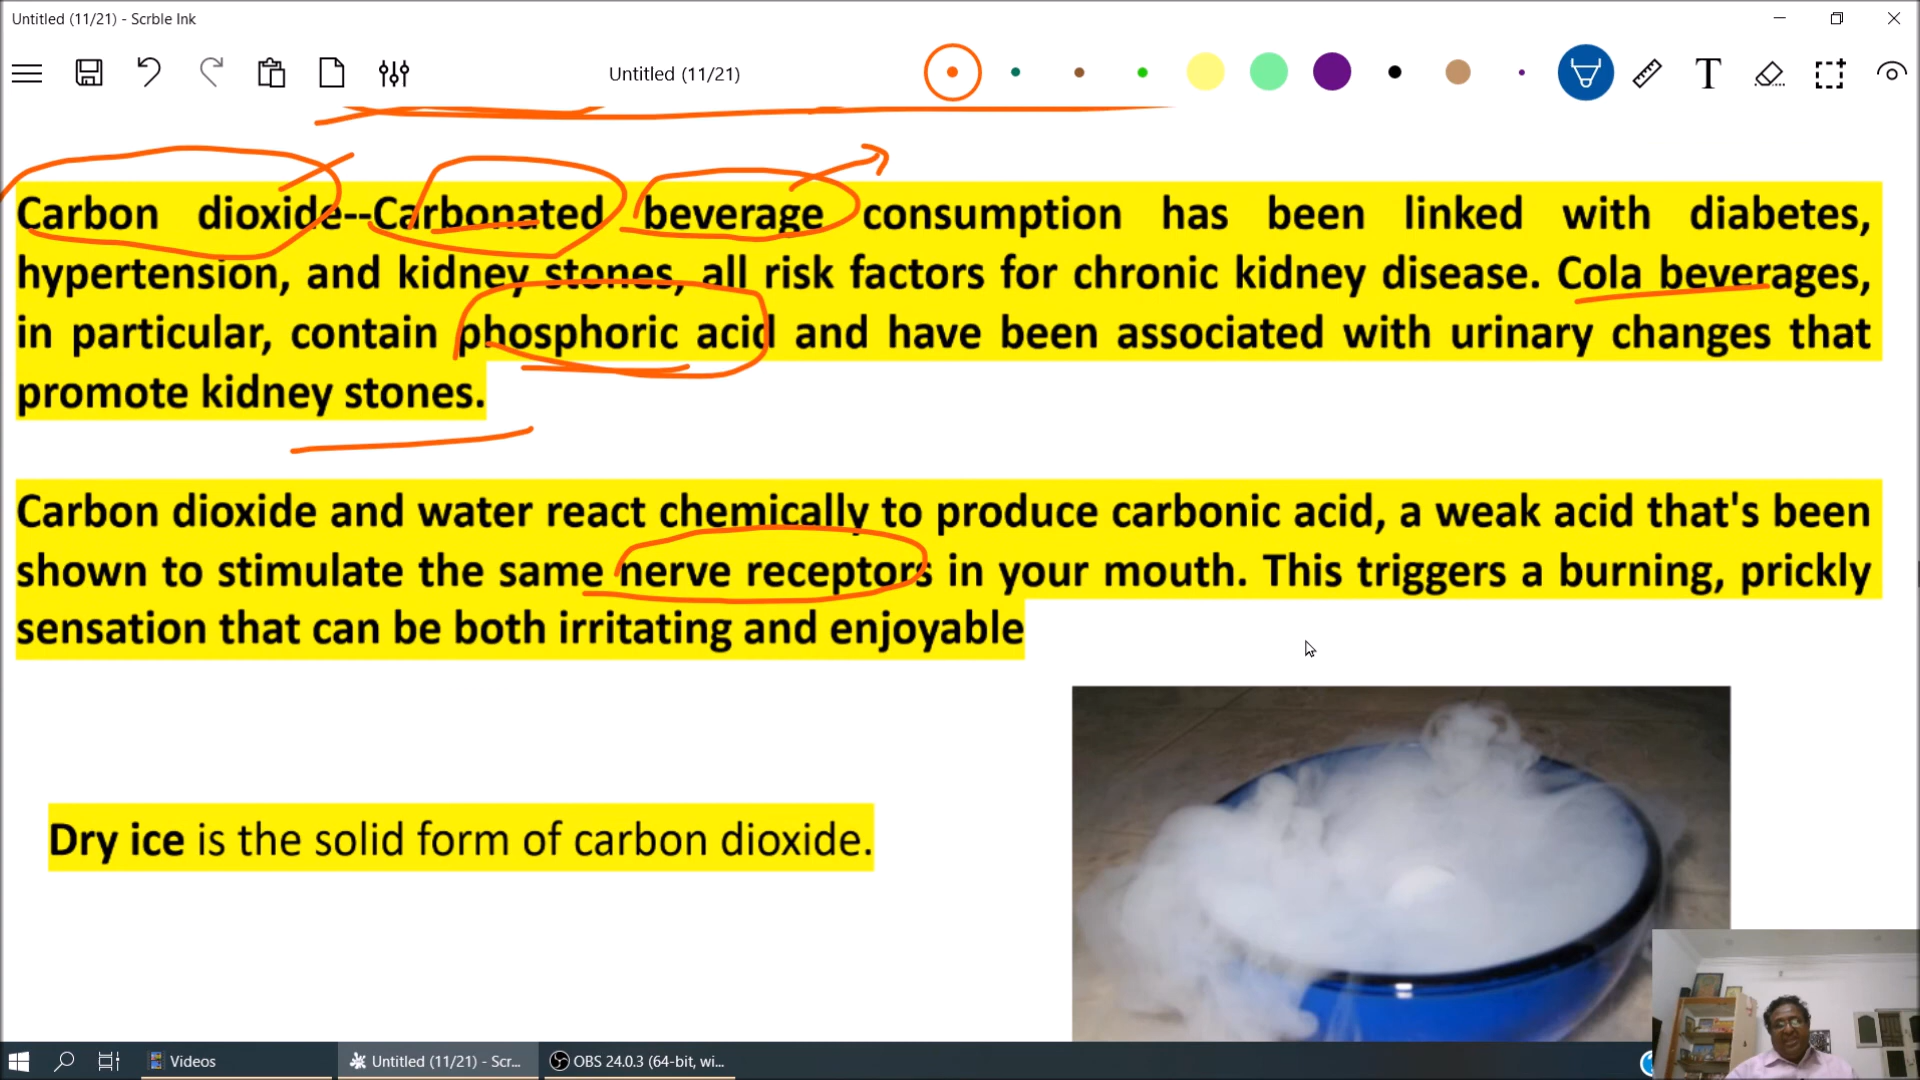 Untitled (11/21) - Scrble Ink
Untitled (11/21)
T
Carbon dioxide--Carbonated beverage consumption has been linked with diabetes,
hypertension, and kidney stones, all risk factors for chronic kidney disease. Cola beverages,
in particular, contain phosphoric acid and have been associated with urinary changes that
promote kidney stones.
Carbon dioxide and water react chemically to produce carbonic acid, a weak acid that's been
shown to stimulate the same nerve receptors in your mouth. This triggers a burning, prickly
sensation that can be both irritating and enjoyable
Dry ice is the solid form of carbon dioxide.
Videos
Untitled (11/21) - Scr...
OBS 24.0.3 (64-bit, wi...